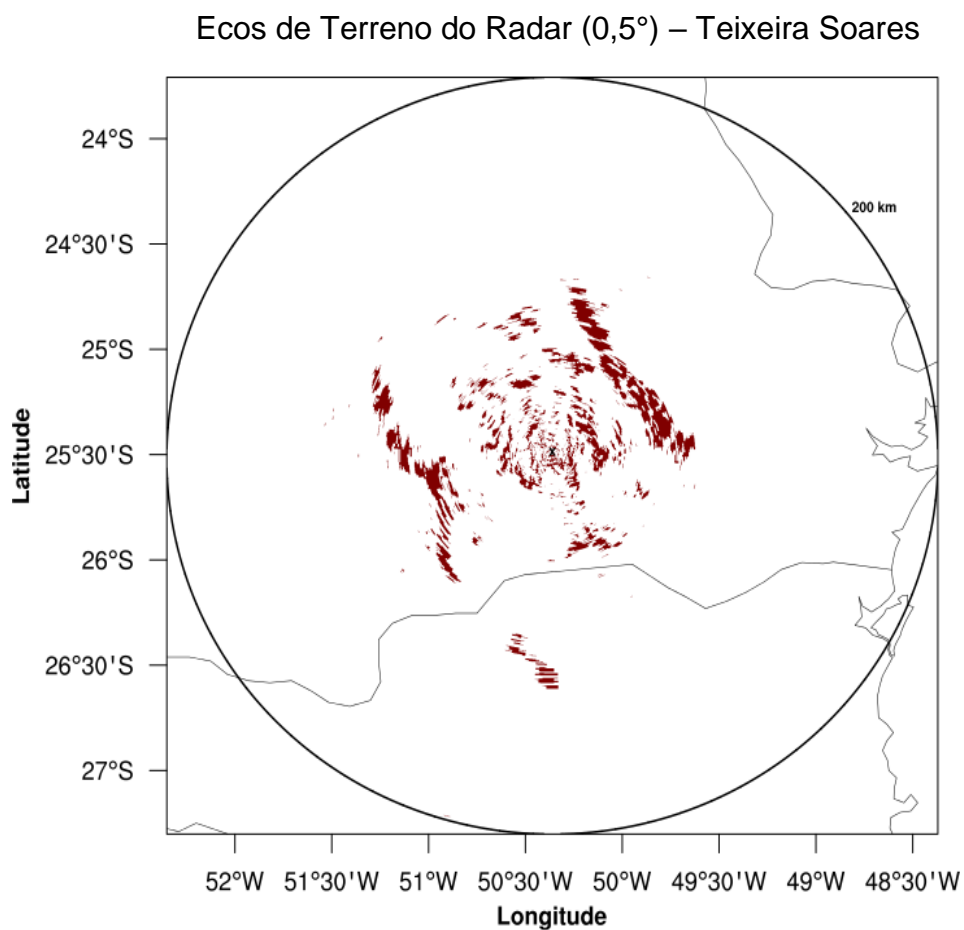 Ecos de Terreno do Radar (0,5°) – Teixeira Soares
24°S
200 km
24°30'S
25°S
25°30'S
26°S
26°30'S
27°S
Latitude
x
52°W 51°30'W 51°W 50°30'W 50°W 49°30'W 49°W 48°30'W
Longitude